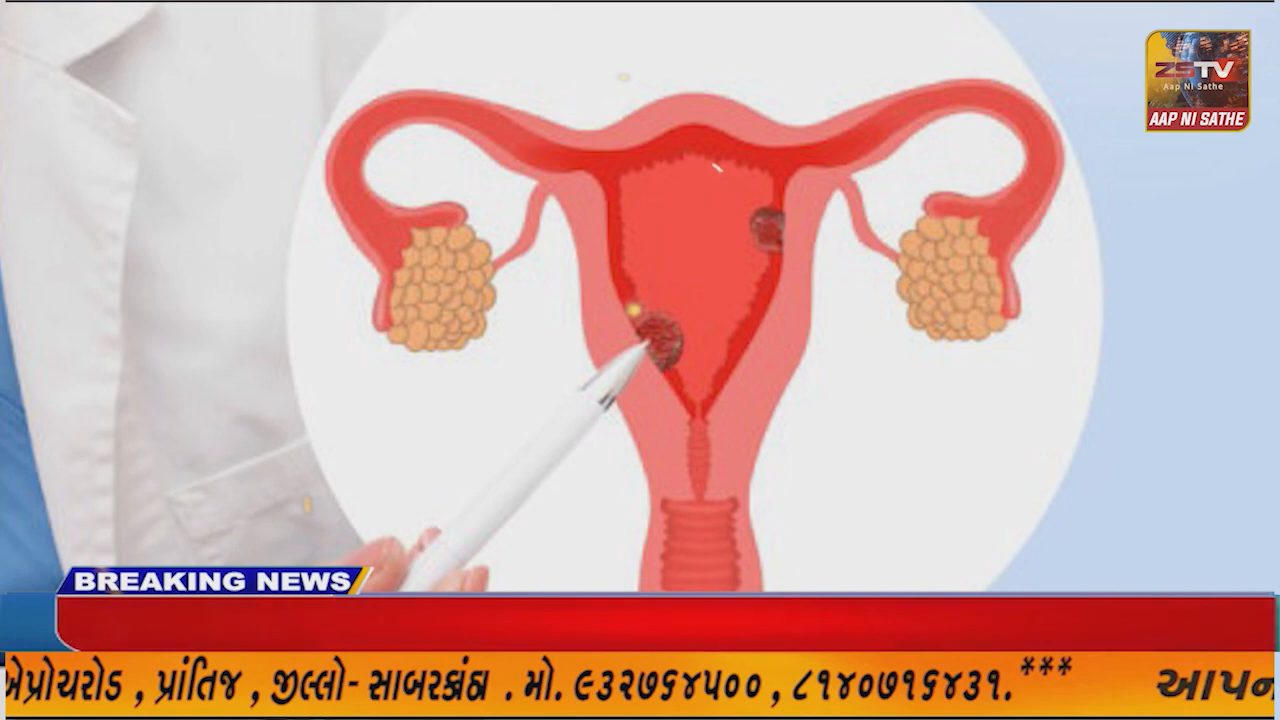 ZSTV
Aap Ni Sathe
AAP NI SATHE
BREAKING NEWS
એપ્રોચરોડ , પ્રાંતિજ , જીલ્લો- સાબરકાંઠા . મો. ૯૩૨૭૬૪૫૦૦ , ૮૧૪૦૭૧૬૪૩૧.*** આપન